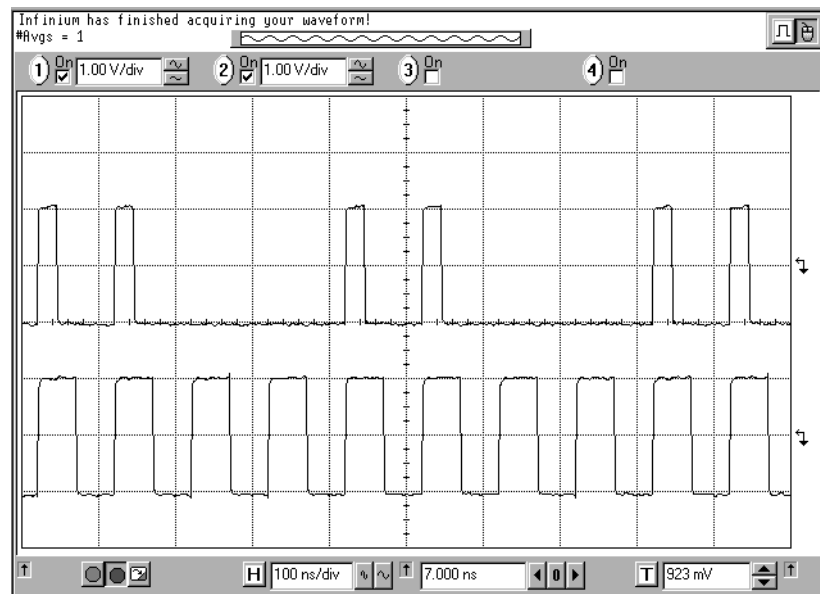 Infinium has finished acquiring your waveform!
#Avgs = 1
1 On 1.00 V/div 2 On 1.00 V/div 3 On 4 On
H 100 ns/div 7.000 ns 0 T 923 mV